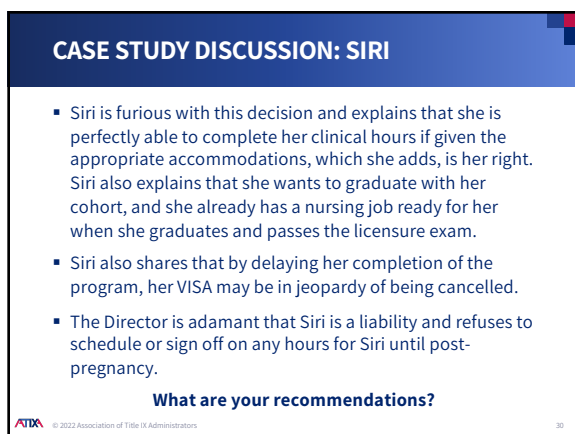 CASE STUDY DISCUSSION: SIRI
▪ Siri is furious with this decision and explains that she is
perfectly able to complete her clinical hours if given the
appropriate accommodations, which she adds, is her right.
Siri also explains that she wants to graduate with her
cohort, and she already has a nursing job ready for her
when she graduates and passes the licensure exam.
▪ Siri also shares that by delaying her completion of the
program, her VISA may be in jeopardy of being cancelled.
▪ The Director is adamant that Siri is a liability and refuses to
schedule or sign off on any hours for Siri until post-
pregnancy.
What are your recommendations?
ATIXA © 2022 Association of Title IX Administrators 30